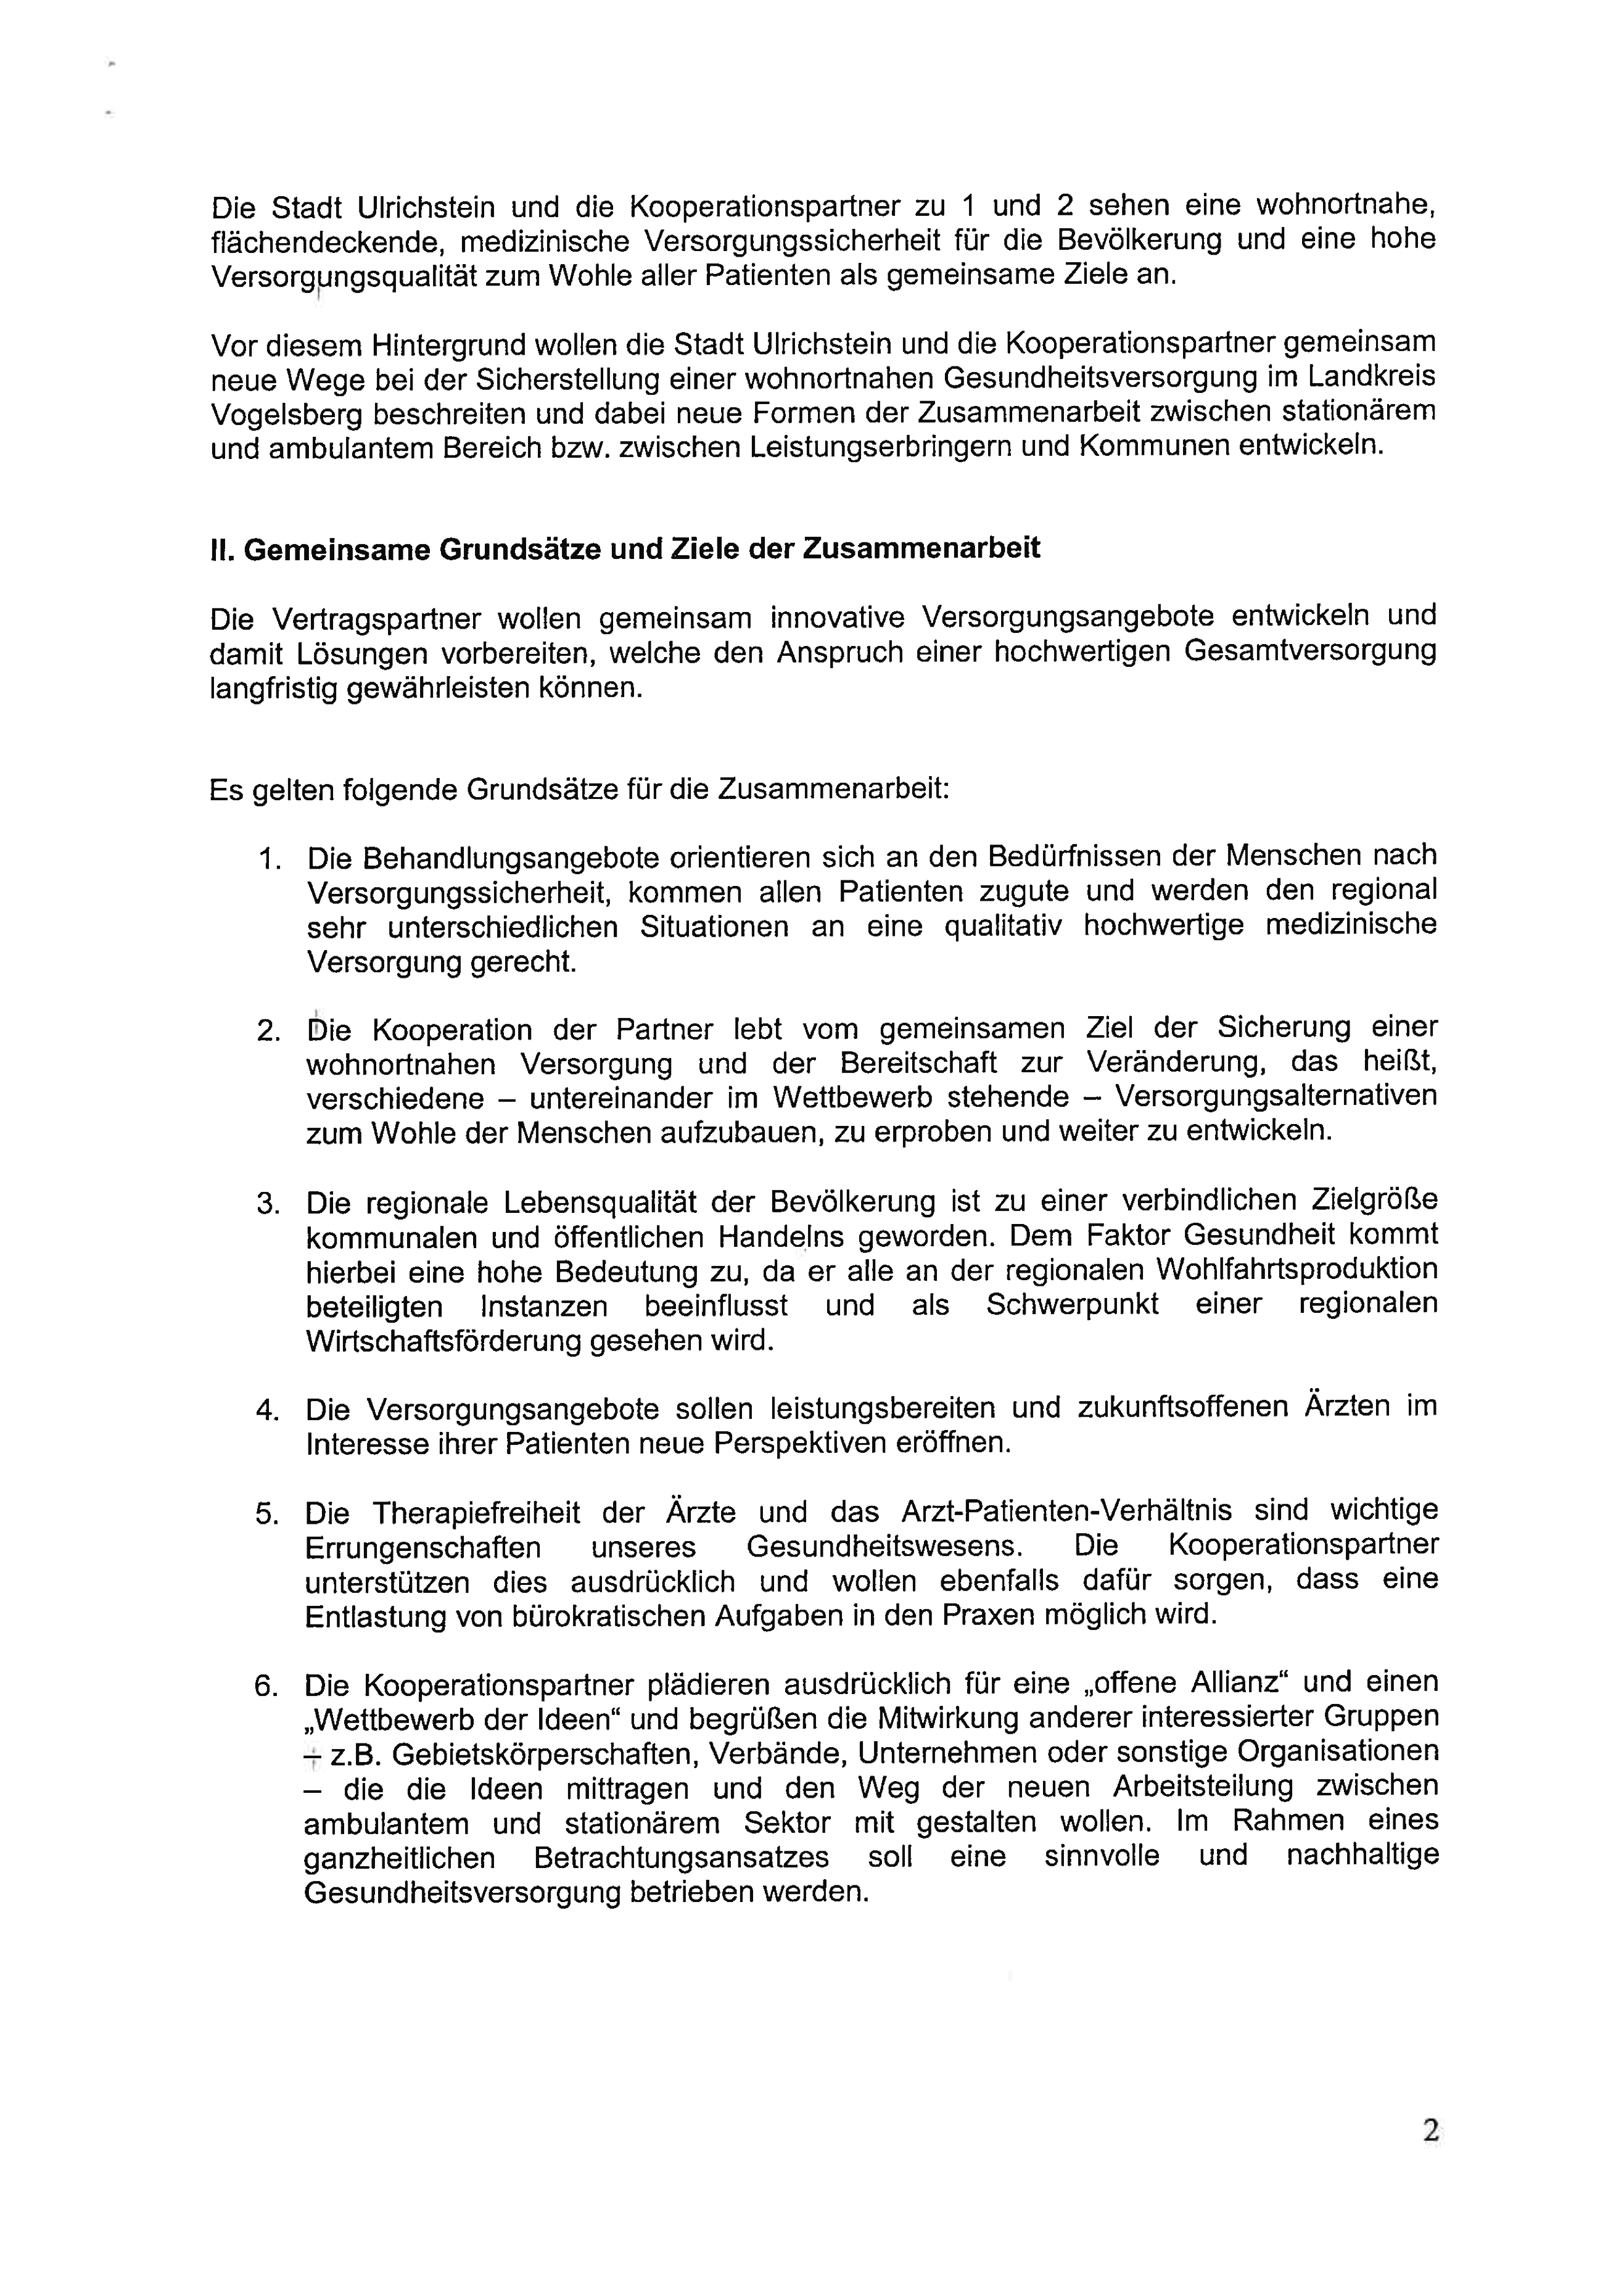 Die Stadt Ulrichstein und die Kooperationspartner zu 1 und 2 sehen eine wohnortnahe,
flächendeckende, medizinische Versorgungssicherheit für die Bevölkerung und eine hohe
Versorgungsqualität zum Wohle aller Patienten als gemeinsame Ziele an.
Vor diesem Hintergrund wollen die Stadt Ulrichstein und die Kooperationspartner gemeinsam
neue Wege bei der Sicherstellung einer wohnortnahen Gesundheitsversorgung im Landkreis
Vogelsberg beschreiten und dabei neue Formen der Zusammenarbeit zwischen stationärem
und ambulantem Bereich bzw. zwischen Leistungserbringern und Kommunen entwickeln.
II. Gemeinsame Grundsätze und Ziele der Zusammenarbeit
Die Vertragspartner wollen gemeinsam innovative Versorgungsangebote entwickeln und
damit Lösungen vorbereiten, welche den Anspruch einer hochwertigen Gesamtversorgung
langfristig gewährleisten können.
Es gelten folgende Grundsätze für die Zusammenarbeit:
1. Die Behandlungsangebote orientieren sich an den Bedürfnissen der Menschen nach
Versorgungssicherheit, kommen allen Patienten zugute und werden den regional
sehr unterschiedlichen Situationen an eine qualitativ hochwertige medizinische
Versorgung gerecht.
2. Die Kooperation der Partner lebt vom gemeinsamen Ziel der Sicherung einer
wohnortnahen Versorgung und der Bereitschaft zur Veränderung, das heißt,
verschiedene – untereinander im Wettbewerb stehende – Versorgungsalternativen
zum Wohle der Menschen aufzubauen, zu erproben und weiter zu entwickeln.
3. Die regionale Lebensqualität der Bevölkerung ist zu einer verbindlichen Zielgröße
kommunalen und öffentlichen Handelns geworden. Dem Faktor Gesundheit kommt
hierbei eine hohe Bedeutung zu, da er alle an der regionalen Wohlfahrtsproduktion
beteiligten Instanzen beeinflusst und als Schwerpunkt einer regionalen
Wirtschaftsförderung gesehen wird.
4. Die Versorgungsangebote sollen leistungsbereiten und zukunftsoffenen Ärzten im
Interesse ihrer Patienten neue Perspektiven eröffnen.
5. Die Therapiefreiheit der Ärzte und das Arzt-Patienten-Verhältnis sind wichtige
Errungenschaften unseres Gesundheitswesens. Die Kooperationspartner
unterstützen dies ausdrücklich und wollen ebenfalls dafür sorgen, dass eine
Entlastung von bürokratischen Aufgaben in den Praxen möglich wird.
6. Die Kooperationspartner plädieren ausdrücklich für eine „offene Allianz“ und einen
„Wettbewerb der Ideen“ und begrüßen die Mitwirkung anderer interessierter Gruppen
– z.B. Gebietskörperschaften, Verbände, Unternehmen oder sonstige Organisationen
– die die Ideen mittragen und den Weg der neuen Arbeitsteilung zwischen
ambulantem und stationärem Sektor mit gestalten wollen. Im Rahmen eines
ganzheitlichen Betrachtungsansatzes soll eine sinnvolle und nachhaltige
Gesundheitsversorgung betrieben werden.
2